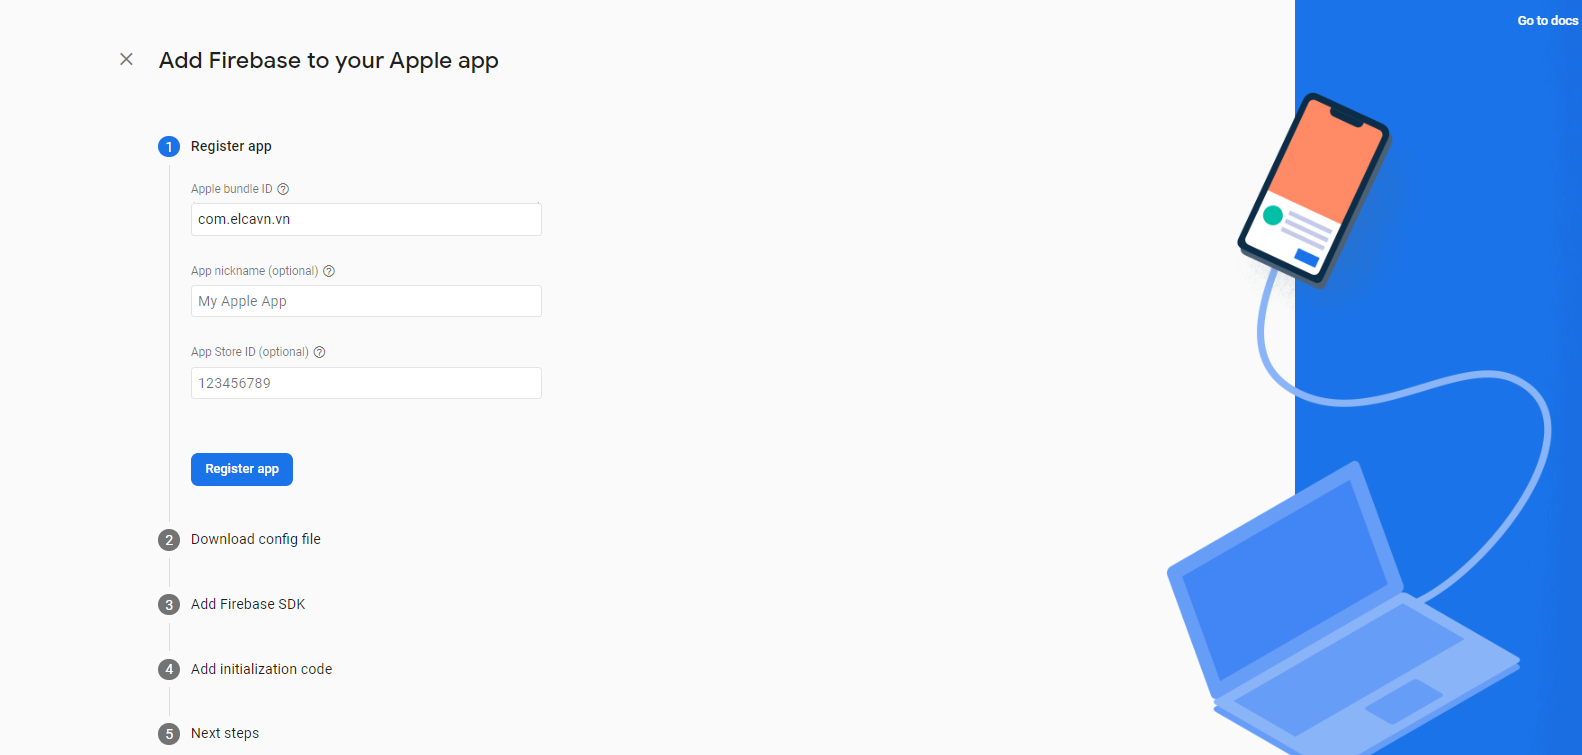 Go to docs
Add Firebase to your Apple app
1 Register app
Apple bundle ID
com.elcavn.vn
App nickname (optional)
My Apple App
App Store ID (optional)
123456789
Register app
2 Download config file
3 Add Firebase SDK
4 Add initialization code
5 Next steps